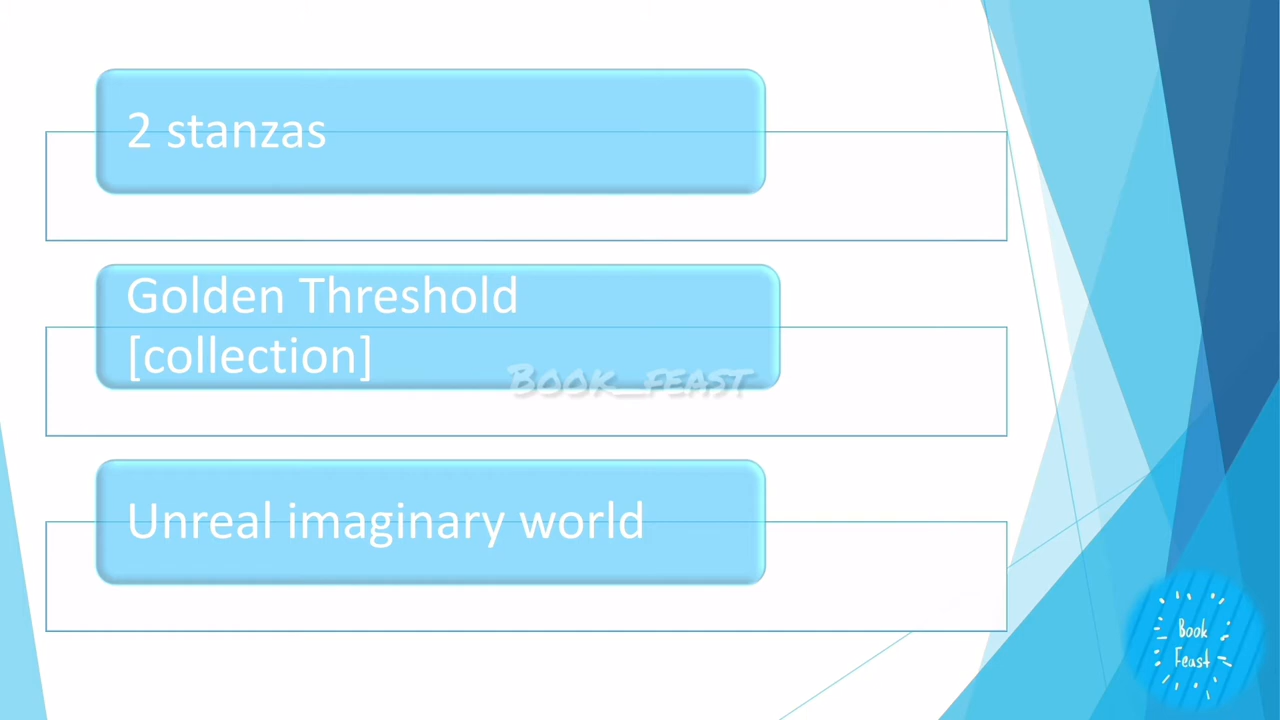 2 stanzas
Golden Threshold
[collection]
Book_feast
Unreal imaginary world
Book
Feast